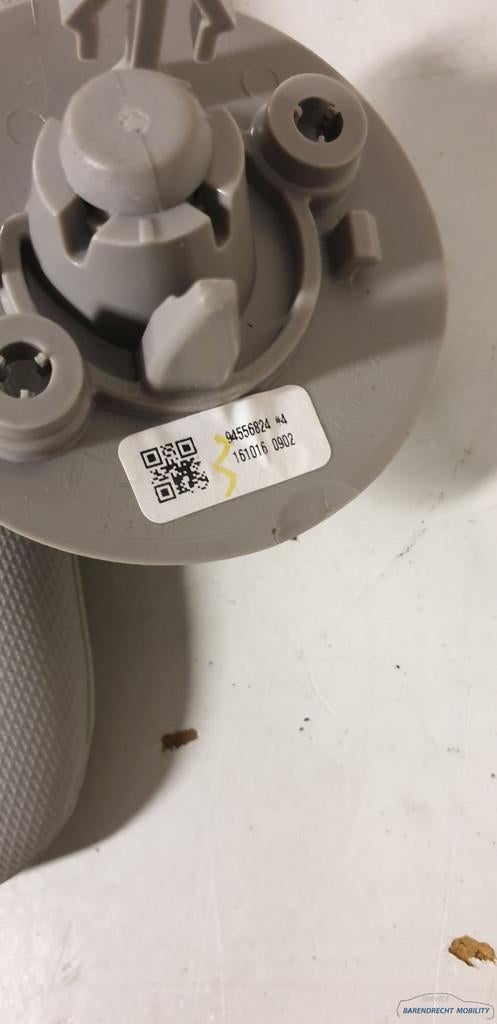 94556824 #4
161016 0902
SERVICE
BARENDRECHT MOBILITY